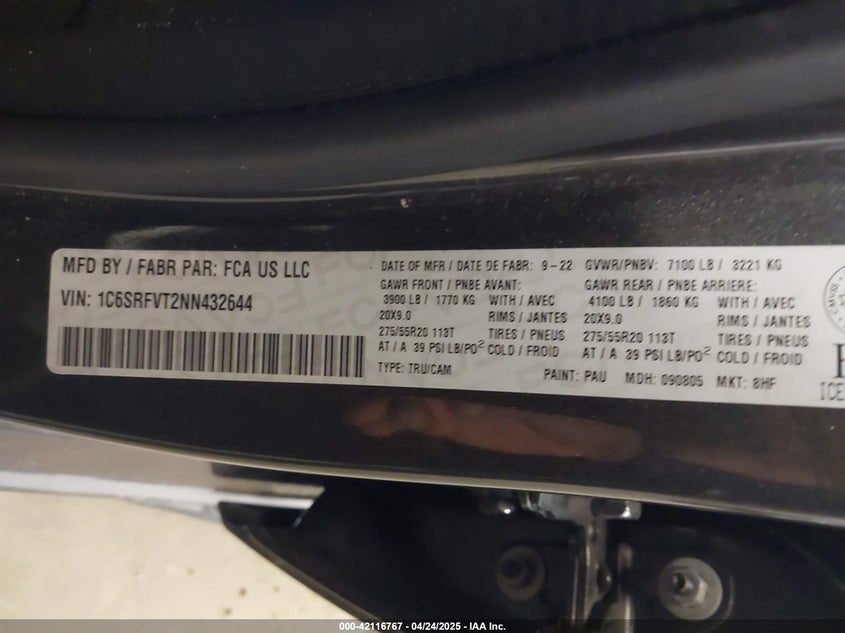 MFD BY / FABR PAR: FCA US LLC
VIN: 1C6SRFVT2NN432644
DATE OF MFR / DATE DE FABR: 9-22 GVWR/PNBV: 7100 LB / 3221 KG
GAWR FRONT / PNBE AVANT: GAWR REAR / PNBE ARRIERE:
3900 LB / 1770 KG WITH / AVEC 4100 LB / 1860 KG WITH / AVEC
20X9.0 RIMS / JANTES 20X9.0 RIMS / JANTES
275/55R20 113T TIRES / PNEUS 275/55R20 113T TIRES / PNEUS
AT / A 39 PSI LB/PO² COLD / FROID AT / A 39 PSI LB/PO² COLD / FROID
TYPE: TRU/CAM PAINT: PAU MDH: 090805 MKT: 8HF
000-42116767 - 04/24/2025 - IAA Inc.